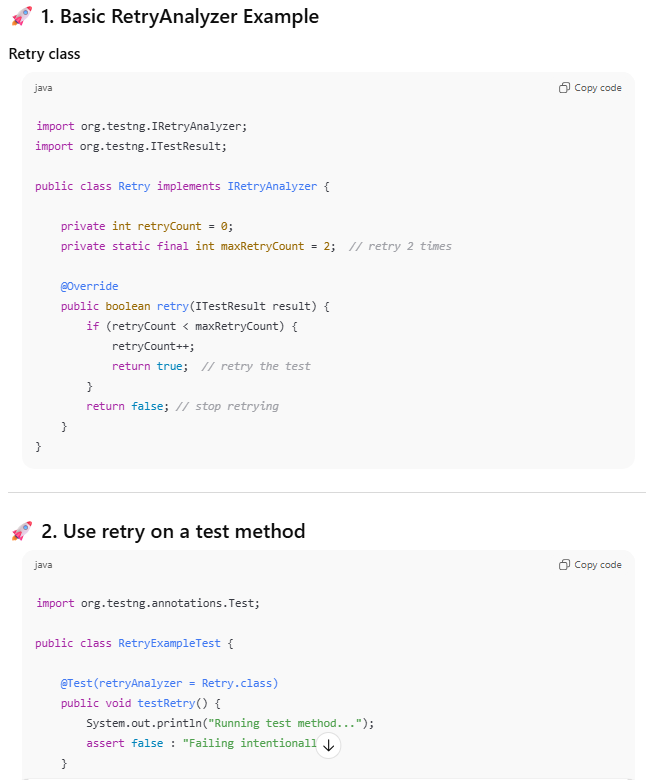 🚀 1. Basic RetryAnalyzer Example
Retry class
java
Copy code
import org.testng.IRetryAnalyzer;
import org.testng.ITestResult;
public class Retry implements IRetryAnalyzer {
private int retryCount = 0;
private static final int maxRetryCount = 2;  // retry 2 times
@Override
public boolean retry(ITestResult result) {
if (retryCount < maxRetryCount) {
retryCount++;
return true;  // retry the test
}
return false; // stop retrying
}
}
🚀 2. Use retry on a test method
java
Copy code
import org.testng.annotations.Test;
public class RetryExampleTest {
@Test(retryAnalyzer = Retry.class)
public void testRetry() {
System.out.println("Running test method...");
assert false : "Failing intentionall
}